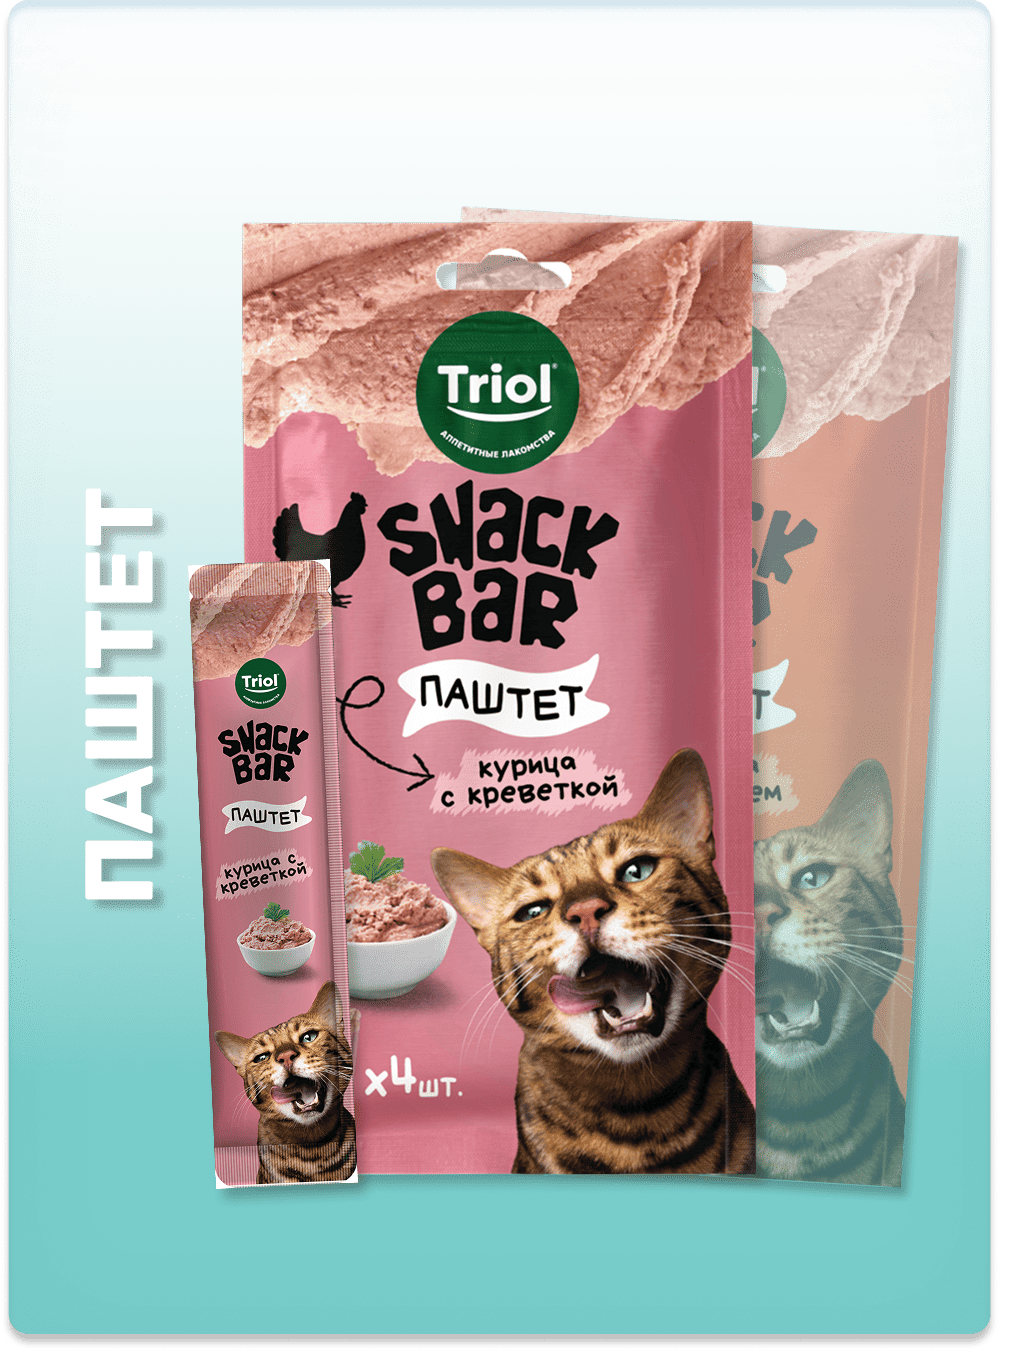 ПАШТЕТ
Triol®
АППЕТИТНЫЕ ЛАКОМСТВА
SNACK
BAR
ПАШТЕТ
курица
с креветкой
x4шт.
Triol
SNACK
BAR
ПАШТЕТ
курица с
креветкой